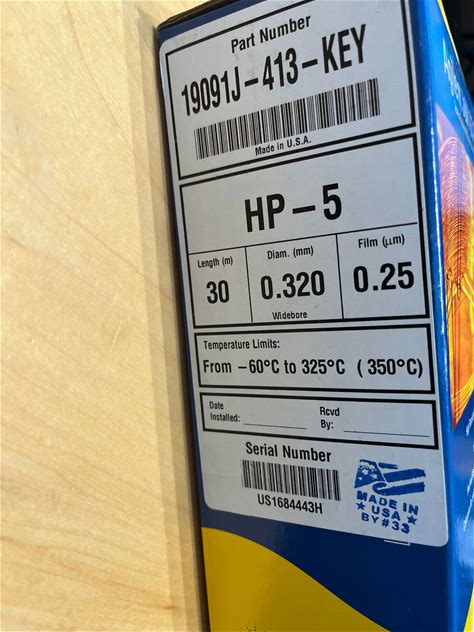 Part Number
19091J-413-KEY
Made in U.S.A.
HP-5
Length (m) Diam. (mm) Film (μm)
30 0.320 0.25
Widebore
Temperature Limits:
From -60°C to 325°C (350°C)
Date Installed: Rcvd By:
Serial Number
US1684443H
MADE IN
USA
BY #33